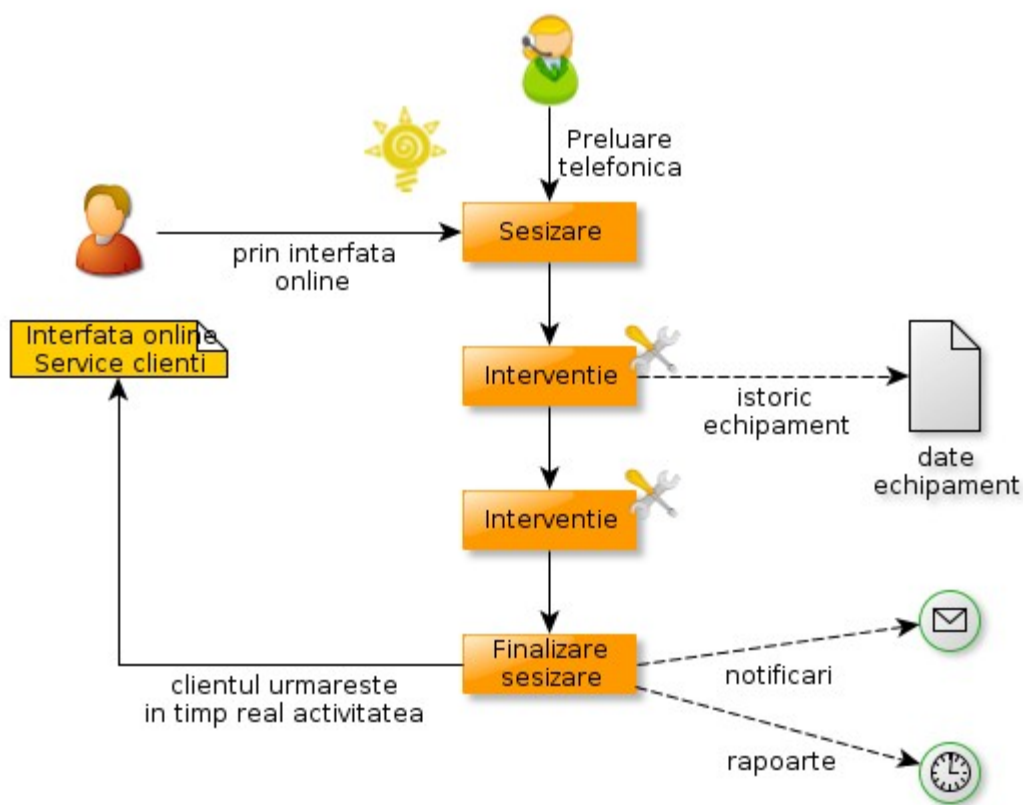 Preluare
telefonica
Sesizare
prin interfata
online
Interfata online
Service clienti
Interventie
istoric
echipament
date
echipament
Interventie
Finalizare
sesizare
clientul urmareste
in timp real activitatea
notificari
rapoarte